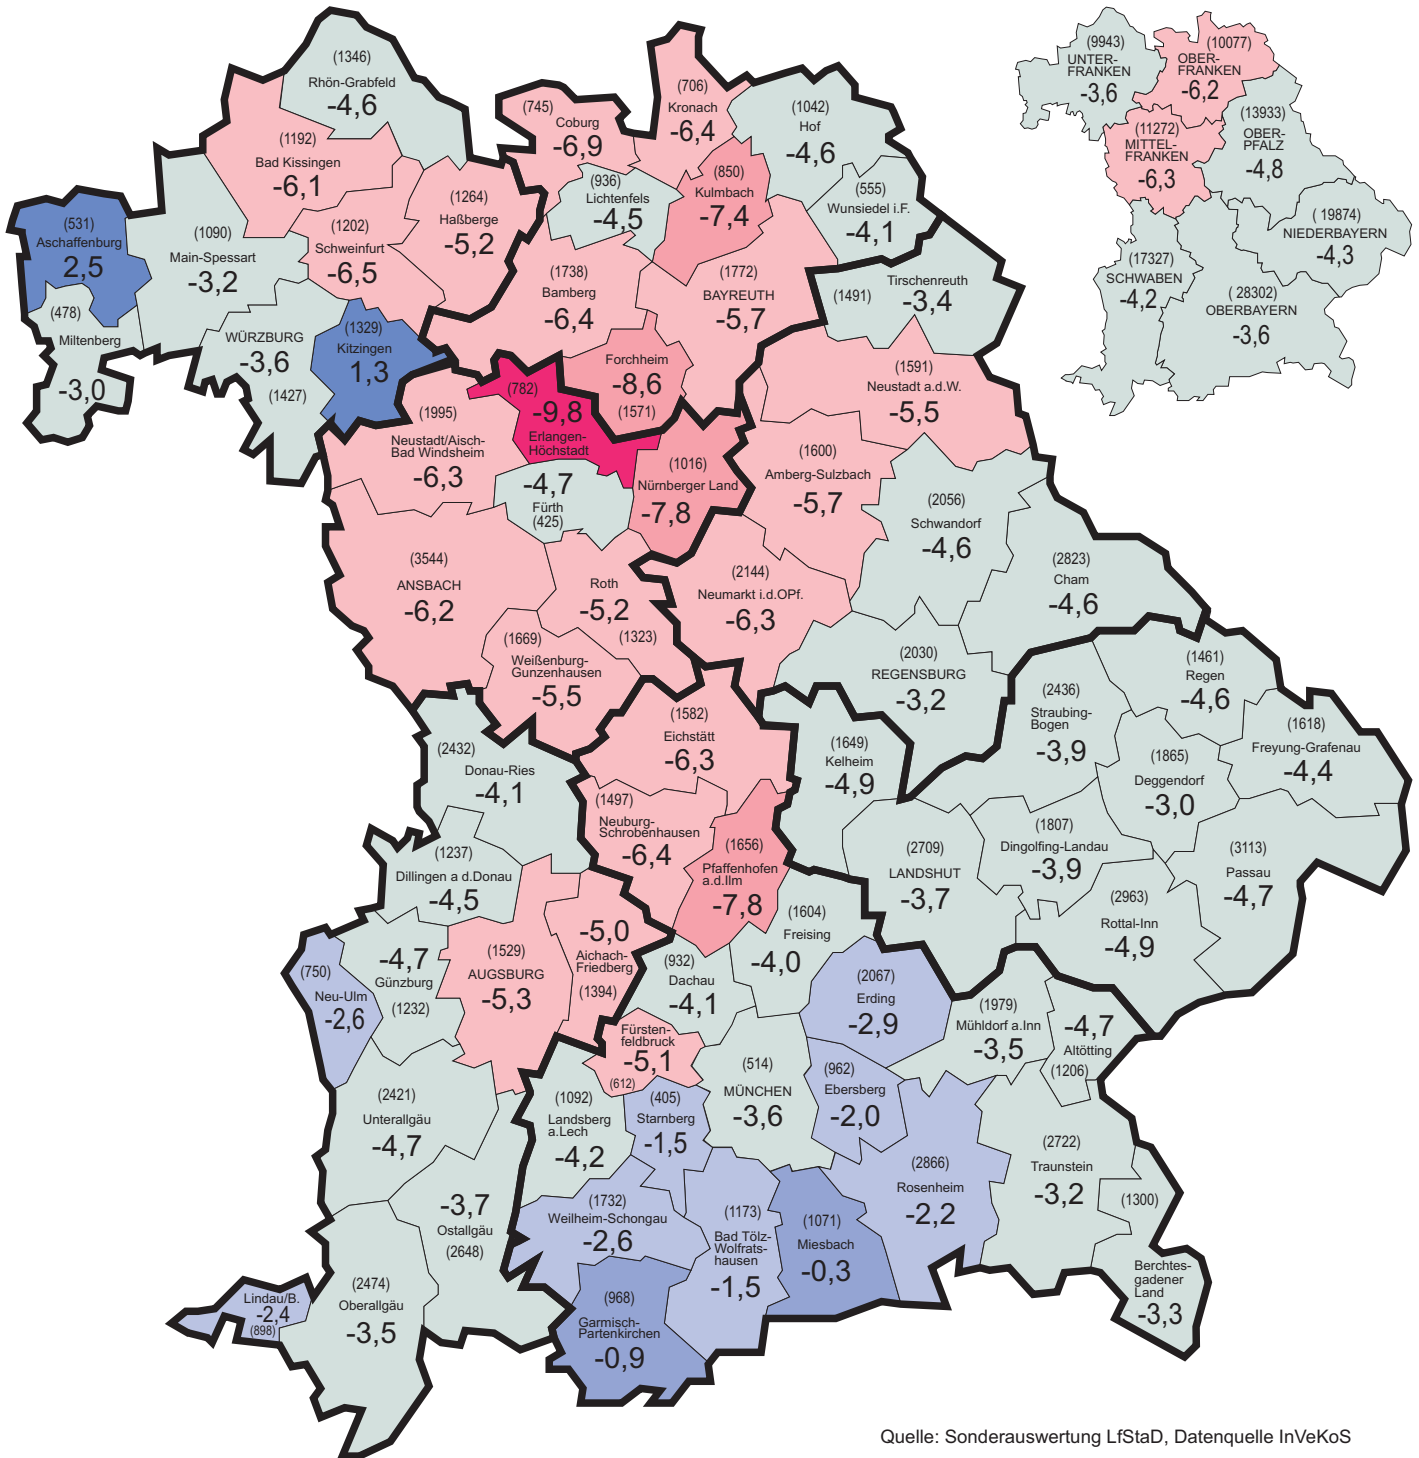 (1346)
Rhön-Grabfeld
-4,6
(1192)
Bad Kissingen
-6,1
(531)
Aschaffenburg
2,5
(1090)
Main-Spessart
-3,2
(1202)
Schweinfurt
-6,5
(1264)
Haßberge
-5,2
(478)
Miltenberg
-3,0
WÜRZBURG
-3,6
(1427)
(1329)
Kitzingen
1,3
(745)
Coburg
-6,9
(706)
Kronach
-6,4
(1042)
Hof
-4,6
(936)
Lichtenfels
-4,5
(850)
Kulmbach
-7,4
(555)
Wunsiedel i.F.
-4,1
(1738)
Bamberg
-6,4
(1772)
BAYREUTH
-5,7
Forchheim
-8,6
(1571)
(1491)
Tirschenreuth
-3,4
(1591)
Neustadt a.d.W.
-5,5
(1995)
Neustadt/Aisch-
Bad Windsheim
-6,3
(782)
-9,8
Erlangen-
Höchstadt
-4,7
Fürth
(425)
(1016)
Nürnberger Land
-7,8
(1600)
Amberg-Sulzbach
-5,7
(2056)
Schwandorf
-4,6
(2823)
Cham
-4,6
(3544)
ANSBACH
-6,2
Roth
-5,2
(1323)
(1669)
Weißenburg-
Gunzenhausen
-5,5
(2144)
Neumarkt i.d.OPf.
-6,3
(2030)
REGENSBURG
-3,2
(1582)
Eichstätt
-6,3
(1649)
Kelheim
-4,9
(2436)
Straubing-
Bogen
-3,9
(1461)
Regen
-4,6
(1618)
Freyung-Grafenau
-4,4
(1865)
Deggendorf
-3,0
(2432)
Donau-Ries
-4,1
(1497)
Neuburg-
Schrobenhausen
-6,4
(1656)
Pfaffenhofen
a.d.Ilm
-7,8
(2709)
LANDSHUT
-3,7
(1807)
Dingolfing-Landau
-3,9
(3113)
Passau
-4,7
(2963)
Rottal-Inn
-4,9
(1237)
Dillingen a d.Donau
-4,5
-4,7
Günzburg
(1232)
(1529)
AUGSBURG
-5,3
-5,0
Aichach-
Friedberg
(1394)
(750)
Neu-Ulm
-2,6
(932)
Dachau
-4,1
(1604)
Freising
-4,0
(2067)
Erding
-2,9
(1979)
Mühldorf a.Inn
-3,5
-4,7
Altötting
(1206)
Fürsten-
feldbruck
-5,1
(612)
(514)
MÜNCHEN
-3,6
(962)
Ebersberg
-2,0
(2421)
Unterallgäu
-4,7
(1092)
Landsberg
a.Lech
-4,2
(405)
Starnberg
-1,5
(2866)
Rosenheim
-2,2
(2722)
Traunstein
-3,2
(1300)
Berchtes-
gadener
Land
-3,3
-3,7
Ostallgäu
(2648)
(1732)
Weilheim-Schongau
-2,6
(1173)
Bad Tölz-
Wolfrats-
hausen
-1,5
(1071)
Miesbach
-0,3
(2474)
Oberallgäu
-3,5
Lindau/B.
-2,4
(898)
(968)
Garmisch-
Partenkirchen
-0,9
(9943)
UNTER-
FRANKEN
-3,6
(10077)
OBER-
FRANKEN
-6,2
(11272)
MITTEL-
FRANKEN
-6,3
(13933)
OBER-
PFALZ
-4,8
( 19874)
NIEDERBAYERN
-4,3
(17327)
SCHWABEN
-4,2
( 28302)
OBERBAYERN
-3,6
Quelle: Sonderauswertung LfStaD, Datenquelle InVeKoS